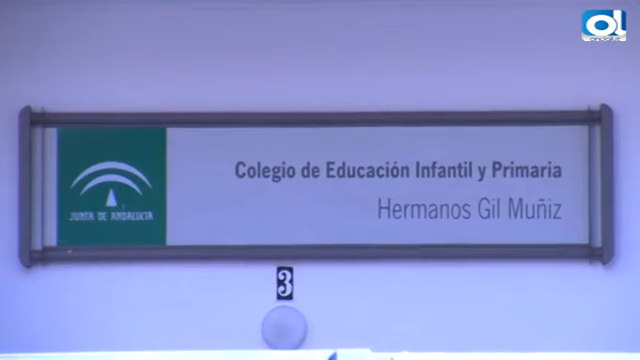 Colegio de Educación Infantil y Primaria
Hermanos Gil Muñiz
JUNTA DE ANDALUCIA
3